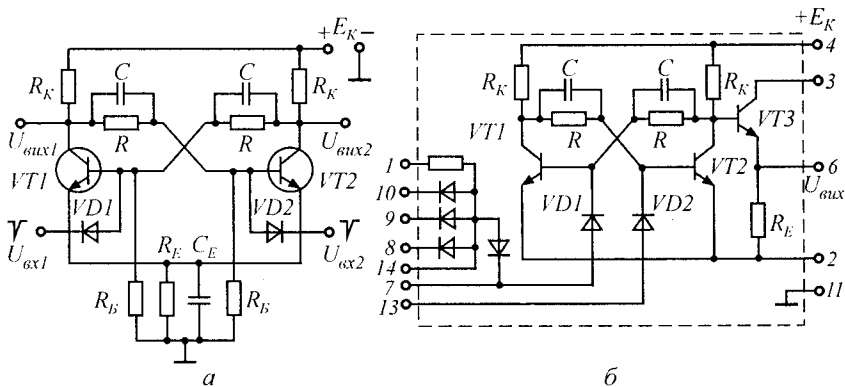 + E_K −
+E_K
R_K
C
C
R_K
R
R
U_вих1
U_вих2
VT1
VT2
VD1
VD2
U_вх1
U_вх2
R_E
C_E
R_Б
R_Б
а
4
R_K
C
C
R_K
3
VT1
R
R
VT3
1
VT2
10
6
VD1
VD2
U_вих
9
R_E
8
14
2
7
11
13
б